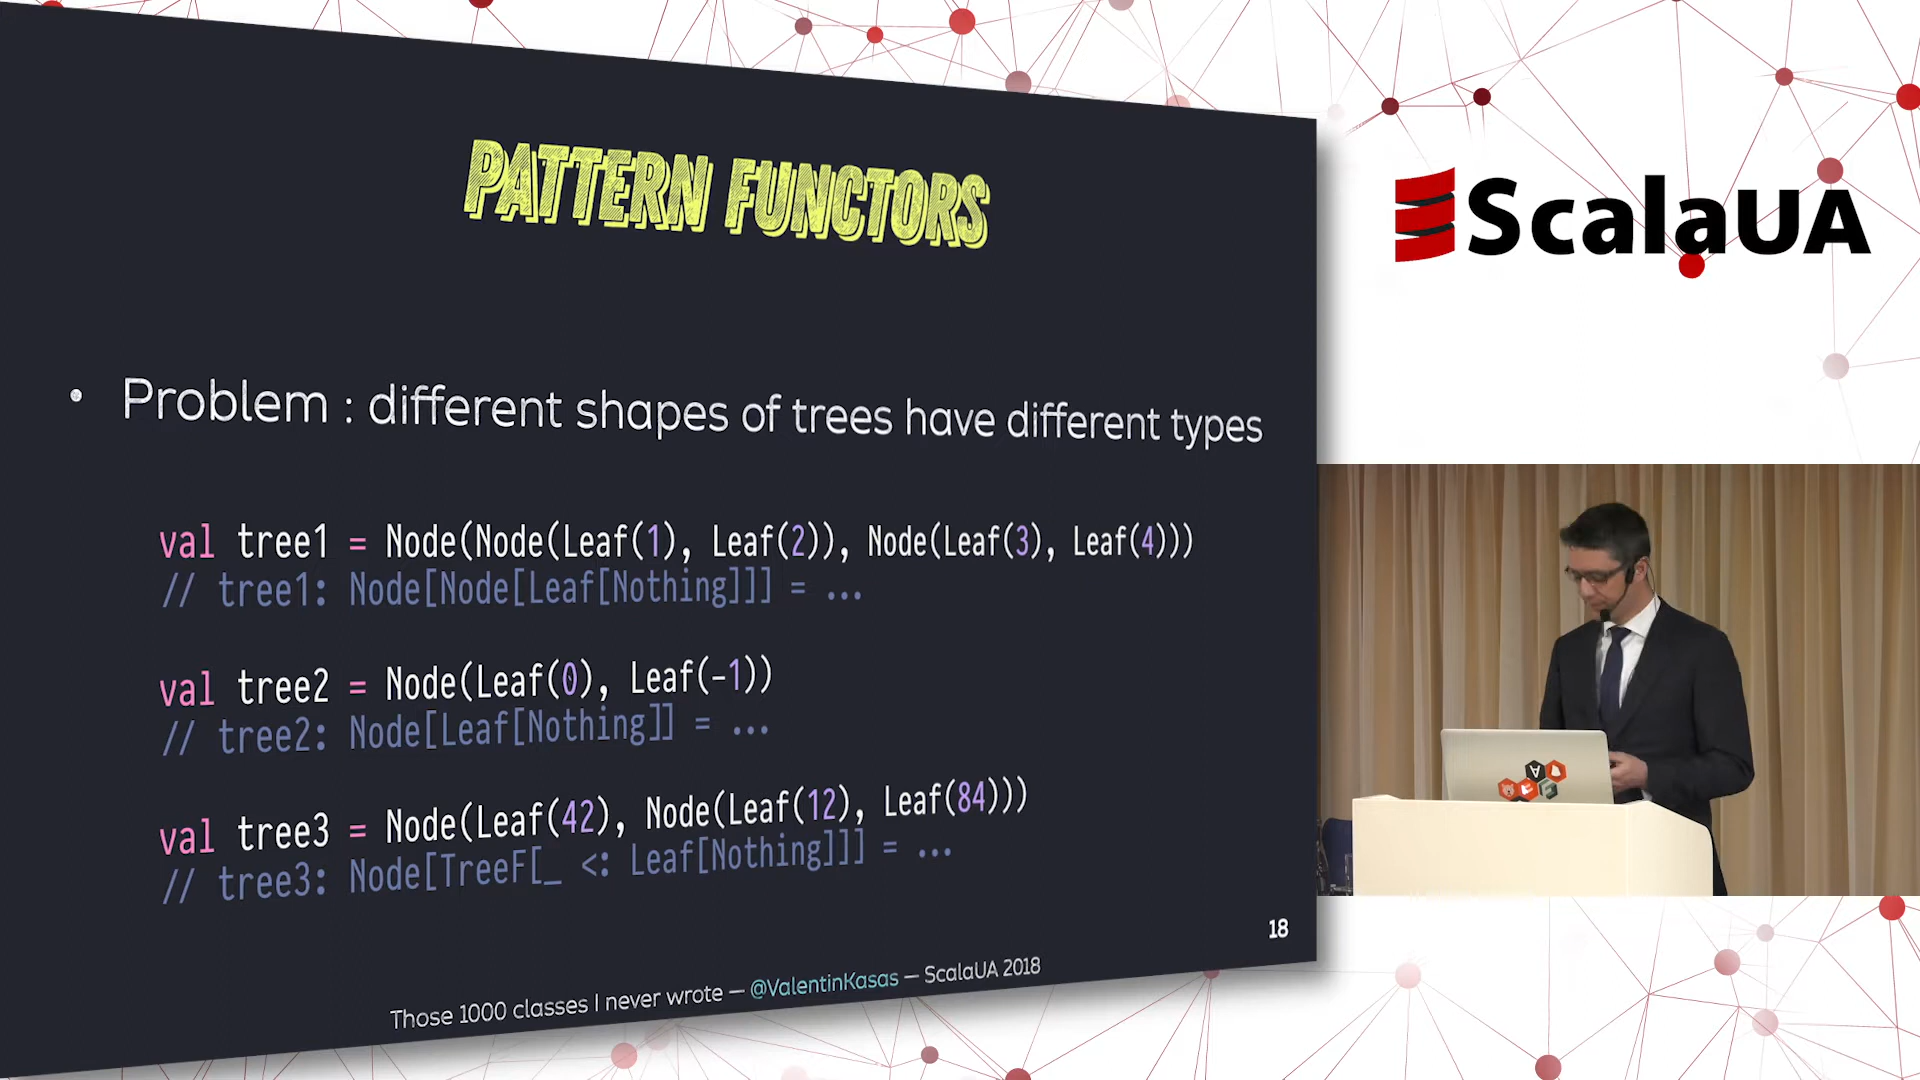 PATTERN FUNCTORS
• Problem : different shapes of trees have different types
val tree1 = Node(Node(Leaf(1), Leaf(2)), Node(Leaf(3), Leaf(4)))
// tree1: Node[Node[Leaf[Nothing]]] = ...
val tree2 = Node(Leaf(0), Leaf(-1))
// tree2: Node[Leaf[Nothing]] = ...
val tree3 = Node(Leaf(42), Node(Leaf(12), Leaf(84)))
// tree3: Node[TreeF[_ <: Leaf[Nothing]]] = ...
18
Those 1000 classes I never wrote — @ValentinKasas — ScalaUA 2018
ScalaUA